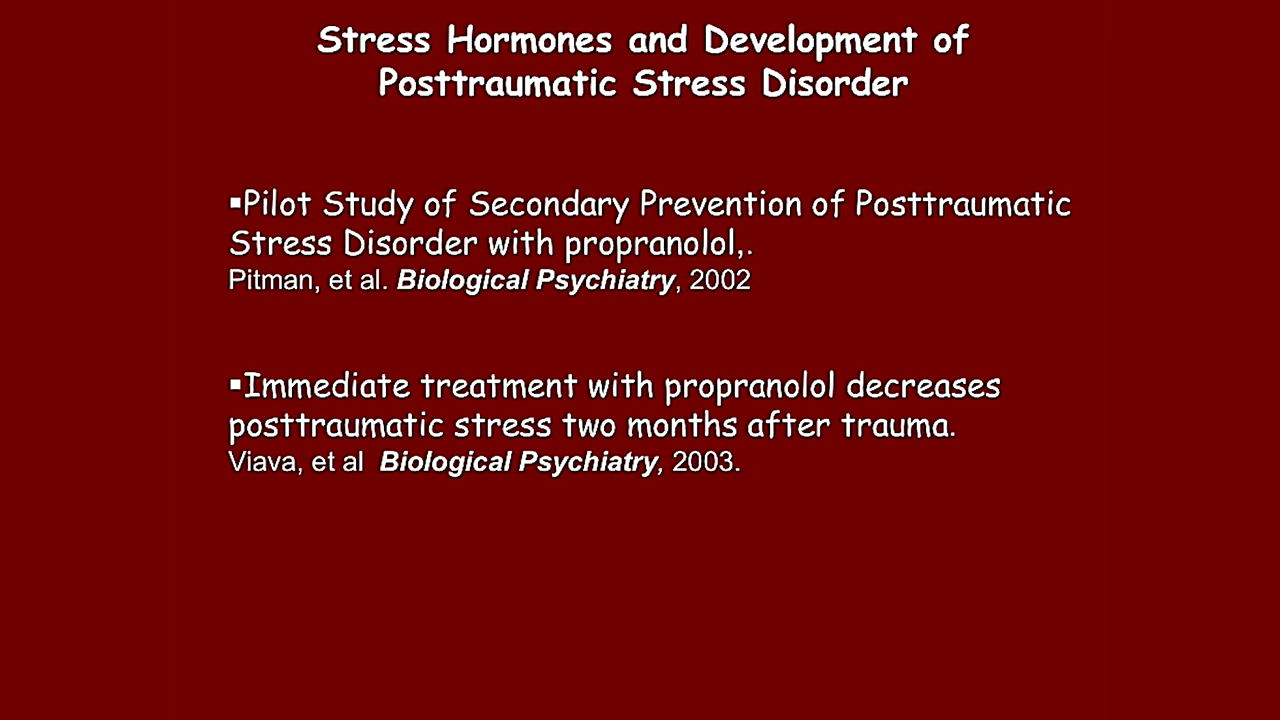 Stress Hormones and Development of
Posttraumatic Stress Disorder
▪Pilot Study of Secondary Prevention of Posttraumatic
Stress Disorder with propranolol,.
Pitman, et al. Biological Psychiatry, 2002
▪Immediate treatment with propranolol decreases
posttraumatic stress two months after trauma.
Viava, et al  Biological Psychiatry, 2003.